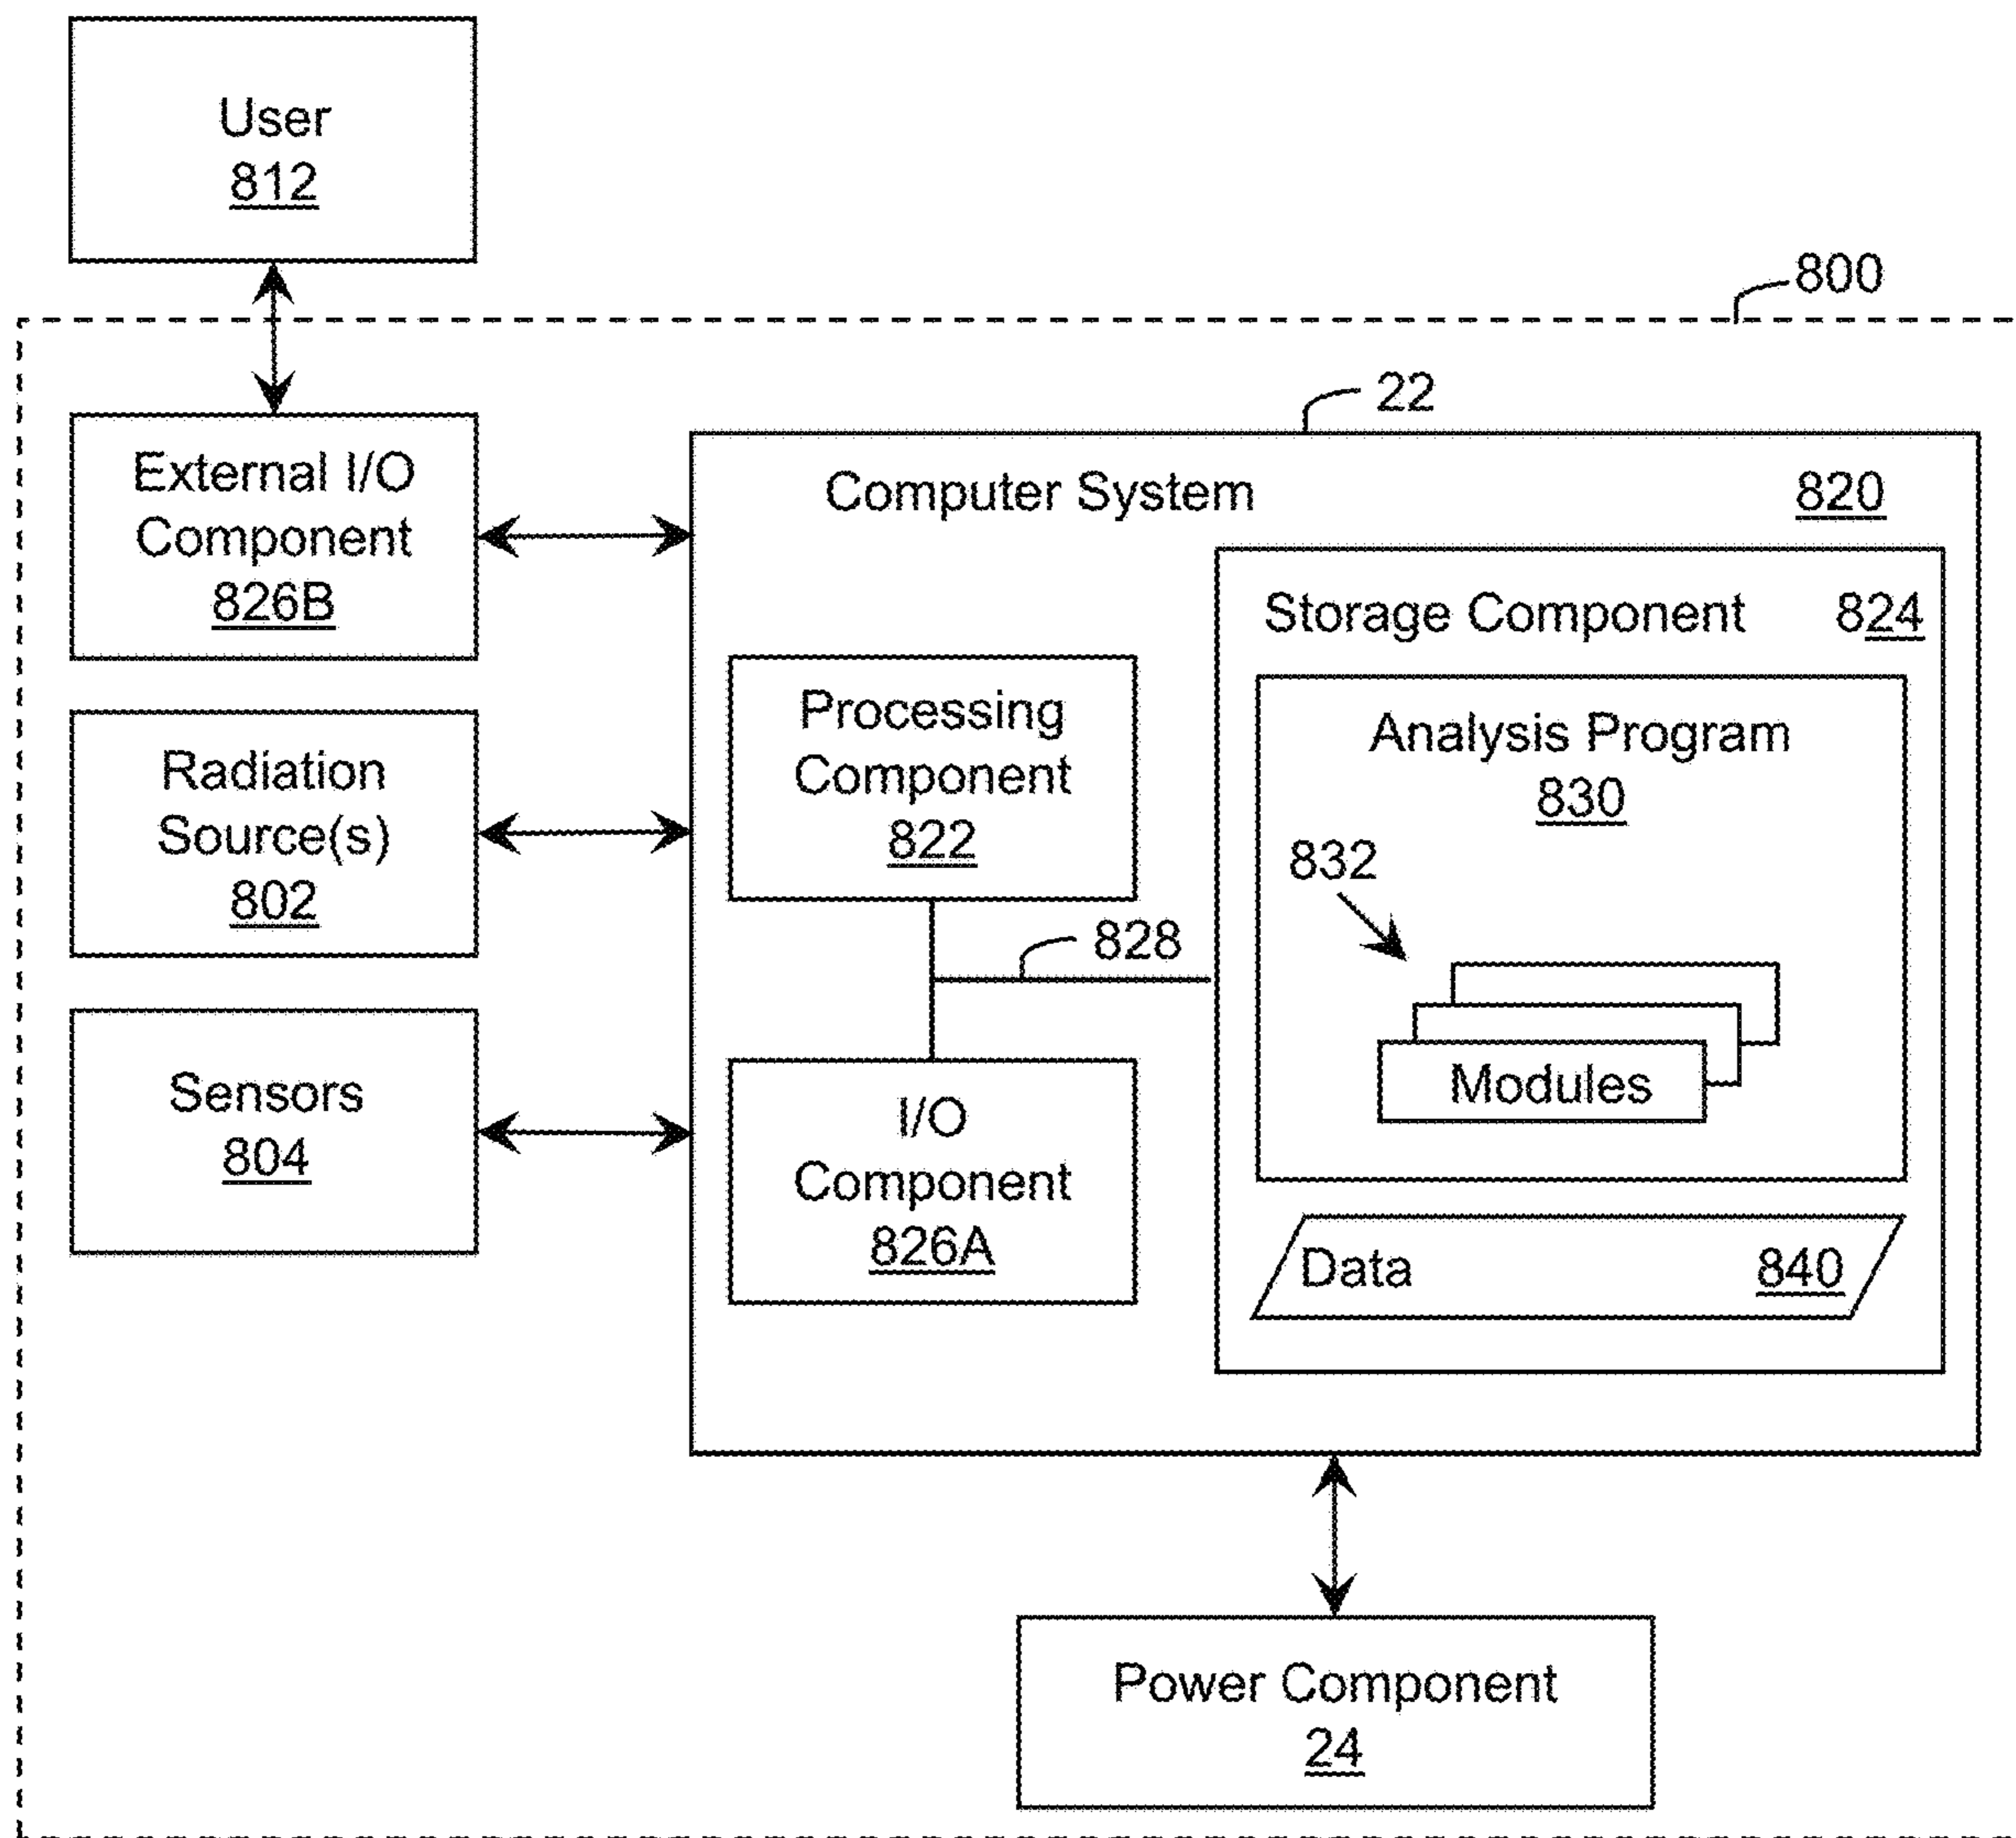 User
812
800
22
External I/O
Component
826B
Computer System
820
Storage Component
824
Processing
Component
822
Analysis Program
830
Radiation
Source(s)
802
832
828
Modules
Sensors
804
I/O
Component
826A
Data
840
Power Component
24